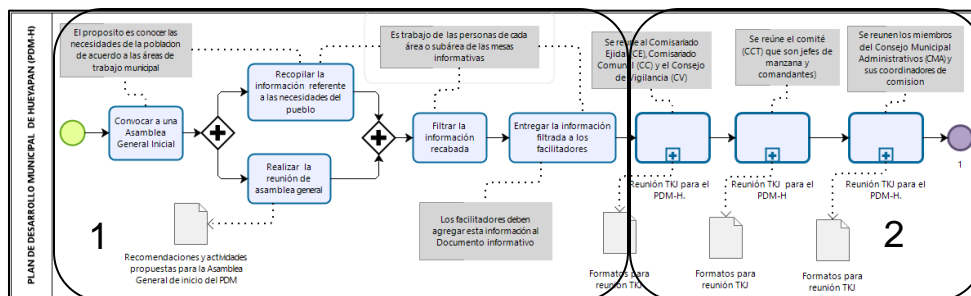 PLAN DE DESARROLLO MUNICIPAL DE HUEYAPAN (PDM-H)
El proposito es conocer las
necesidades de la poblacion
de acuerdo a las áreas de
trabajo municipal
Es trabajo de las personas de cada
área o subárea de las mesas
informativas
Se reúne al Comisariado
Ejidal (CE), Comisariado
Comunal (CC) y el Consejo
de Vigilancia (CV)
Se reúne el comité
(CCT) que son jefes de
manzana y
comandantes)
Se reunen los miembros
del Consejo Municipal
Administrativos (CMA) y
sus coordinadores de
comision
Convocar a una
Asamblea
General Inicial
Recopilar la
información referente
a las necesidades del
pueblo
Realizar la
reunión de
asamblea general
Filtrar la
información
recabada
Entregar la información
filtrada a los
facilitadores
Reunión TKJ para el
PDM-H.
Reunión TKJ para el
PDM-H
Reunión TKJ para el
PDM-H.
1
1
Recomendaciones y actividades
propuestas para la Asamblea
General de inicio del PDM
Los facilitadores deben
agregar esta información al
Documento informativo
Formatos para
reunión TKJ
Formatos para
reunión TKJ
Formatos para
reunión TKJ
2